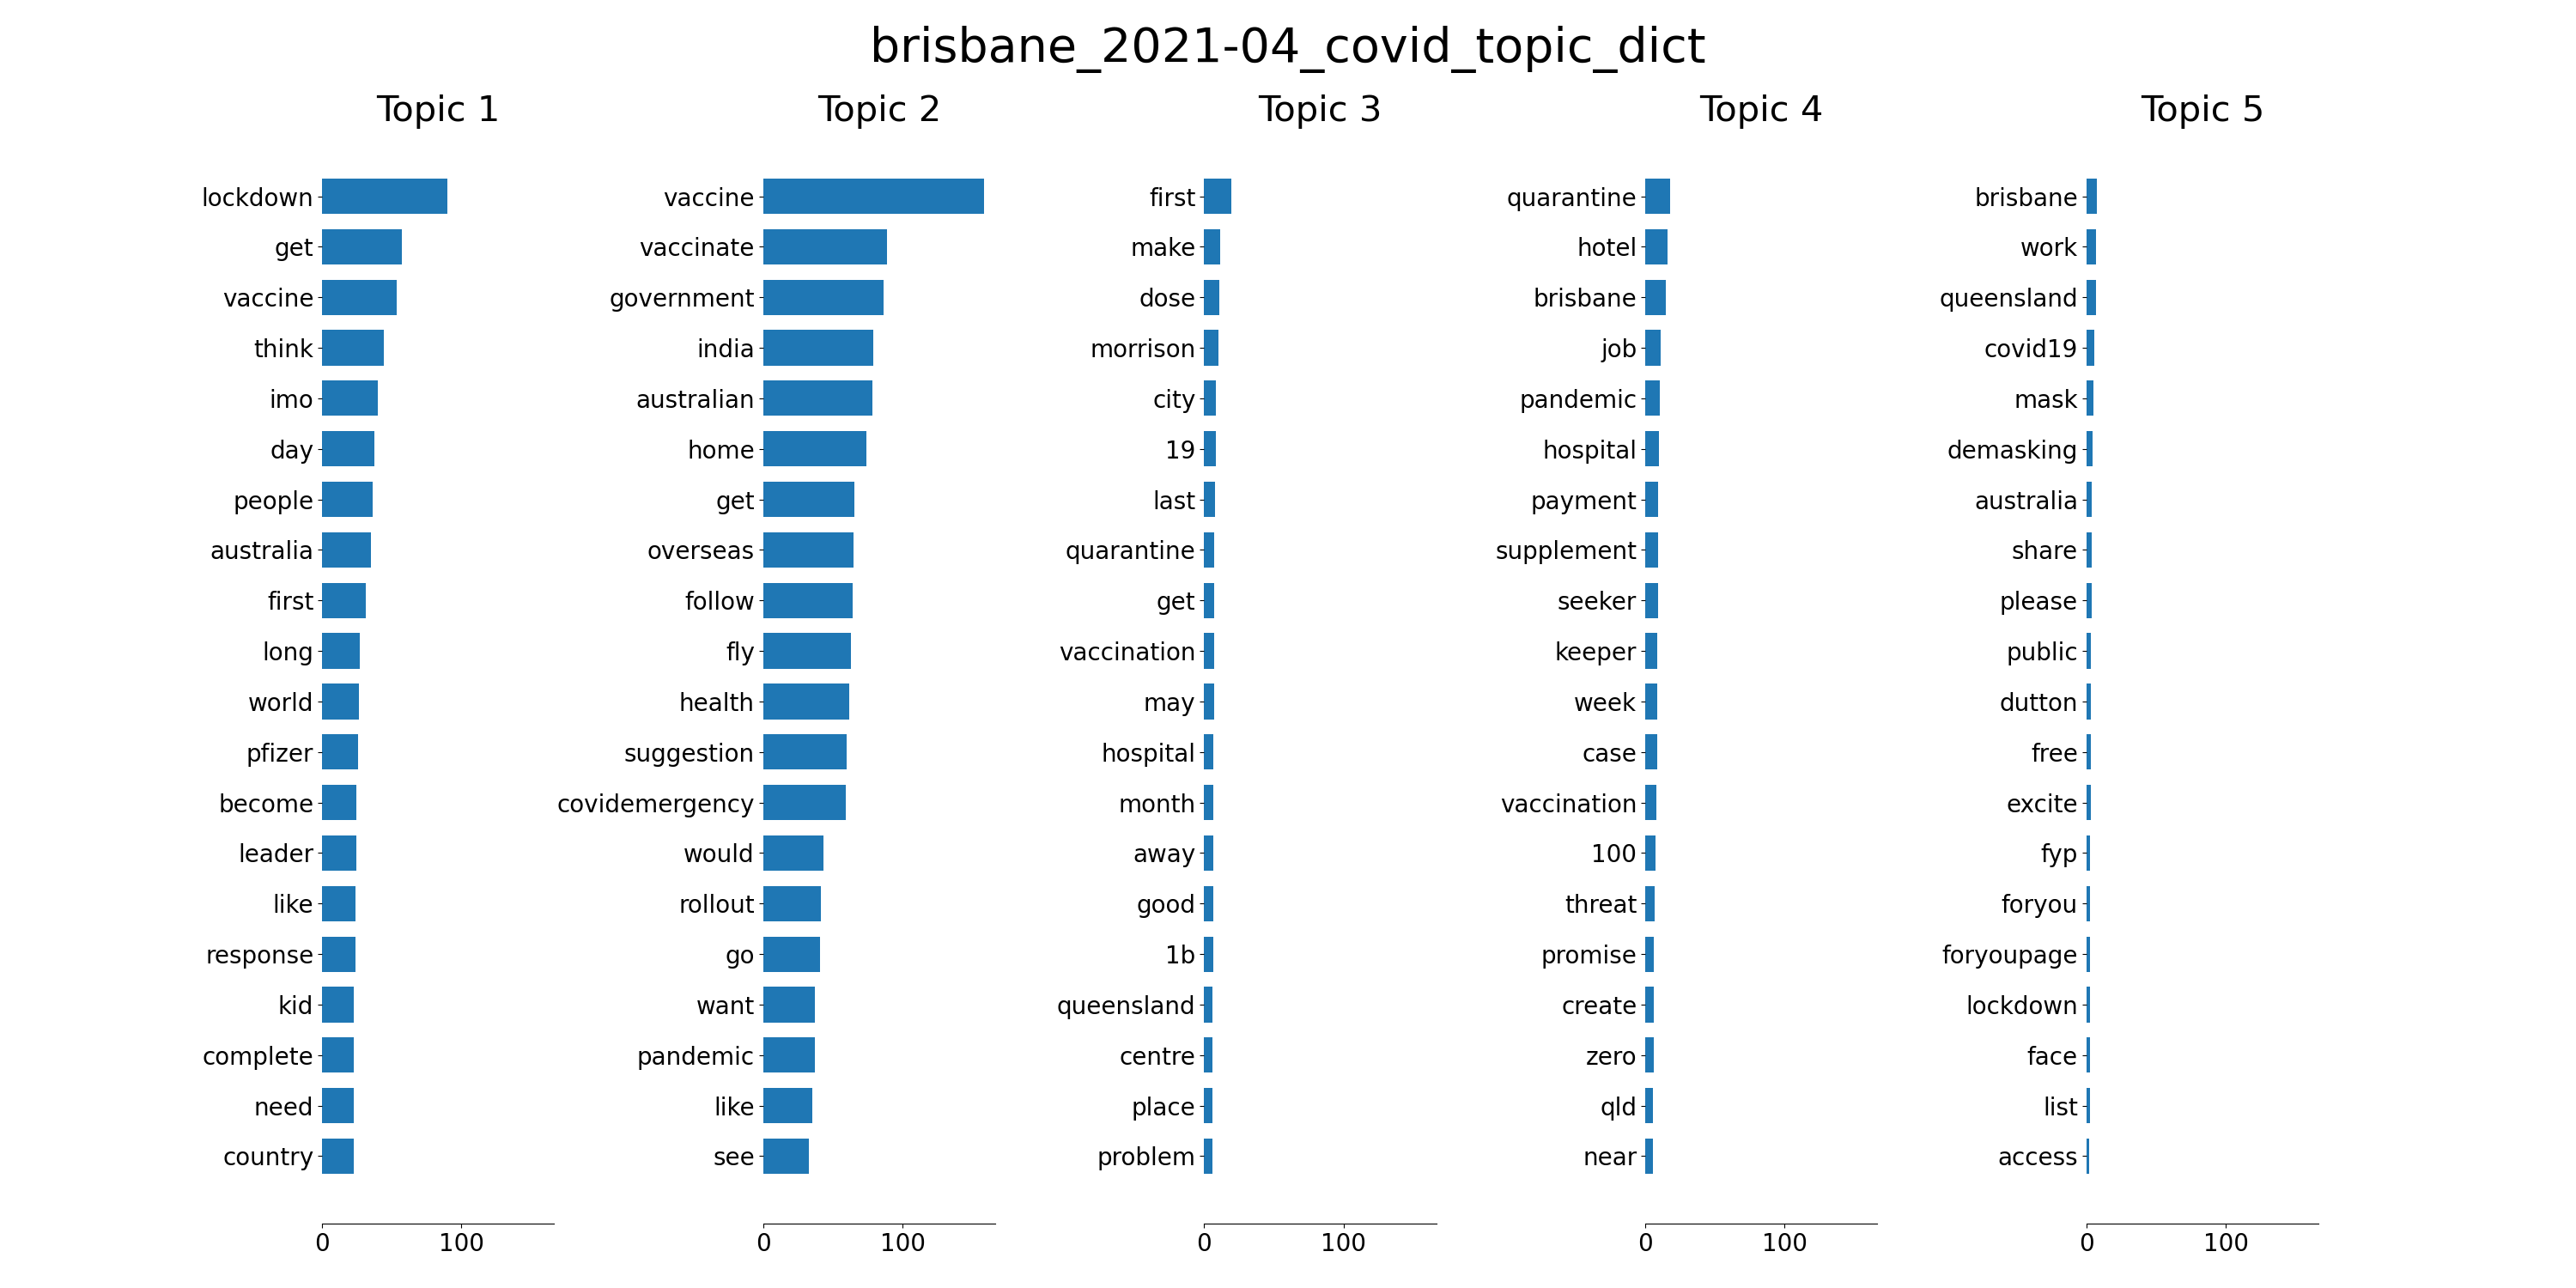 brisbane_2021-04_covid_topic_dict
Topic 1
lockdown
get
vaccine
think
imo
day
people
australia
first
long
world
pfizer
become
leader
like
response
kid
complete
need
country
0 100
Topic 2
vaccine
vaccinate
government
india
australian
home
get
overseas
follow
fly
health
suggestion
covidemergency
would
rollout
go
want
pandemic
like
see
0 100
Topic 3
first
make
dose
morrison
city
19
last
quarantine
get
vaccination
may
hospital
month
away
good
1b
queensland
centre
place
problem
0 100
Topic 4
quarantine
hotel
brisbane
job
pandemic
hospital
payment
supplement
seeker
keeper
week
case
vaccination
100
threat
promise
create
zero
qld
near
0 100
Topic 5
brisbane
work
queensland
covid19
mask
demasking
australia
share
please
public
dutton
free
excite
fyp
foryou
foryoupage
lockdown
face
list
access
0 100